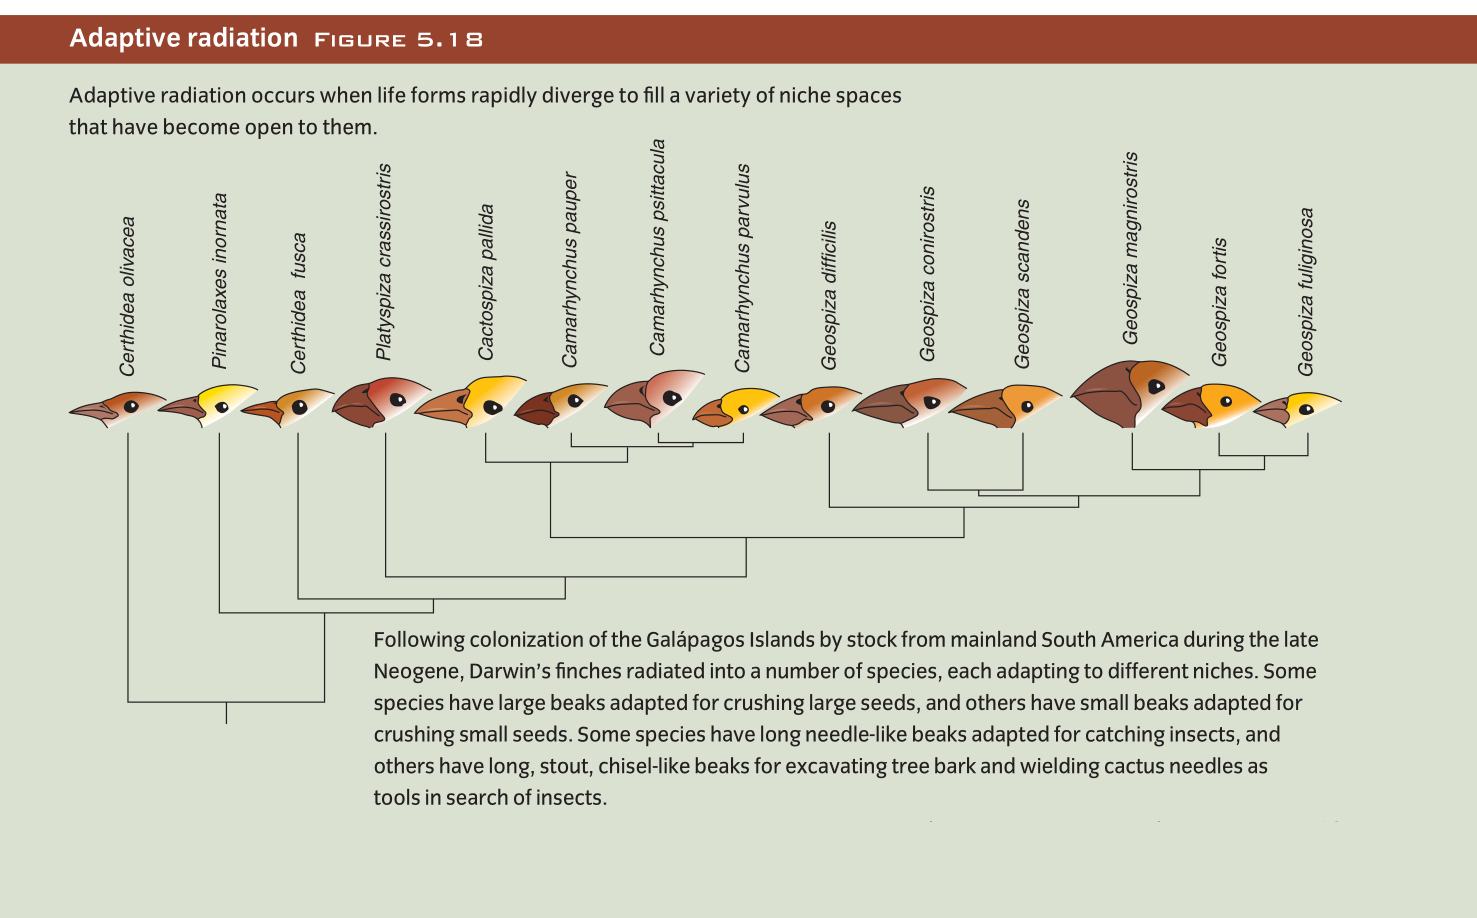 Adaptive radiation FIGURE 5.18
Adaptive radiation occurs when life forms rapidly diverge to fill a variety of niche spaces
that have become open to them.
Certhidea olivacea
Pinarolaxes inornata
Certhidea fusca
Platyspiza crassirostris
Cactospiza pallida
Camarhynchus pauper
Camarhynchus psittacula
Camarhynchus parvulus
Geospiza difficilis
Geospiza conirostris
Geospiza scandens
Geospiza magnirostris
Geospiza fortis
Geospiza fuliginosa
Following colonization of the Galápagos Islands by stock from mainland South America during the late
Neogene, Darwin's finches radiated into a number of species, each adapting to different niches. Some
species have large beaks adapted for crushing large seeds, and others have small beaks adapted for
crushing small seeds. Some species have long needle-like beaks adapted for catching insects, and
others have long, stout, chisel-like beaks for excavating tree bark and wielding cactus needles as
tools in search of insects.